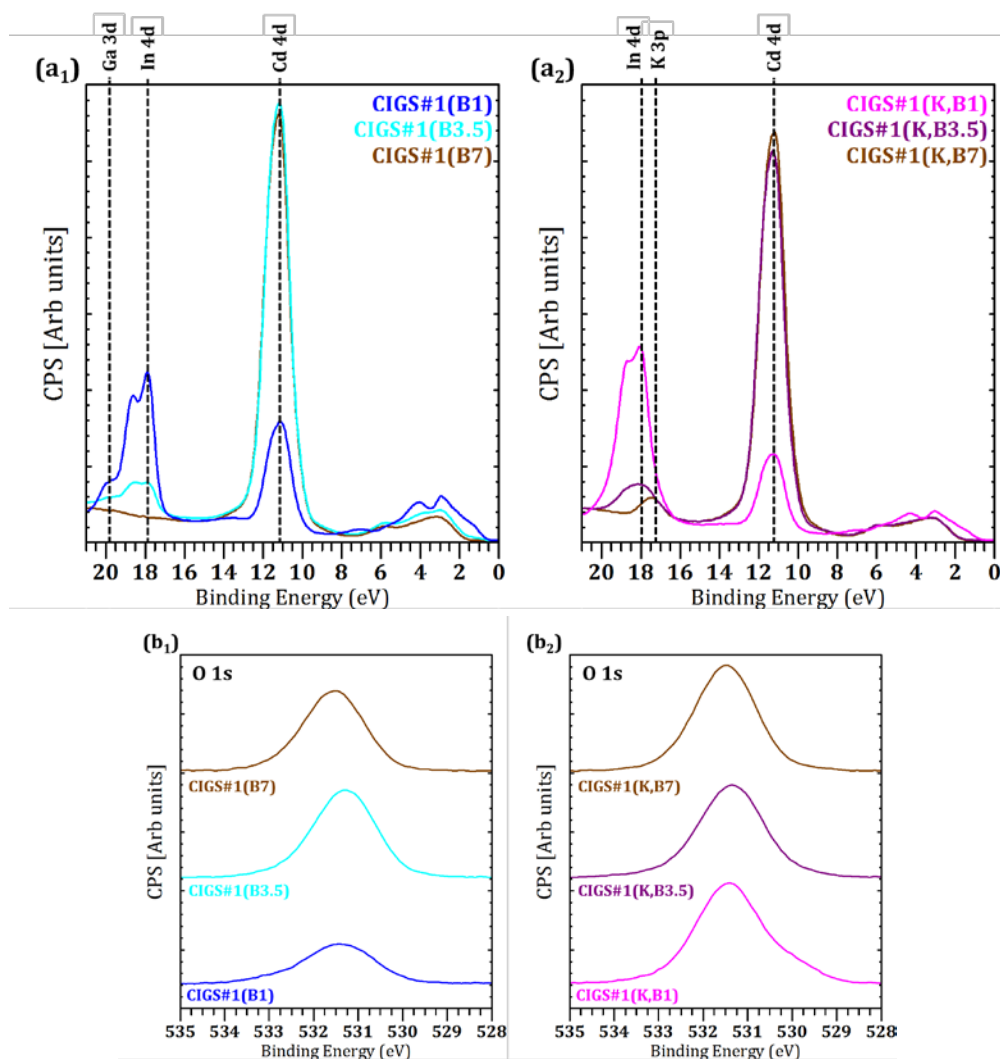 Ga 3d
In 4d
Cd 4d
In 4d
K 3p
Cd 4d
(a₁)
CIGS#1(B1)
CIGS#1(B3.5)
CIGS#1(B7)
CPS [Arb units]
20 18 16 14 12 10 8 6 4 2 0
Binding Energy (eV)
(a₂)
CIGS#1(K,B1)
CIGS#1(K,B3.5)
CIGS#1(K,B7)
CPS [Arb units]
20 18 16 14 12 10 8 6 4 2 0
Binding Energy (eV)
(b₁)
O 1s
CIGS#1(B7)
CIGS#1(B3.5)
CIGS#1(B1)
CPS [Arb units]
535 534 533 532 531 530 529 528
Binding Energy (eV)
(b₂)
O 1s
CIGS#1(K,B7)
CIGS#1(K,B3.5)
CIGS#1(K,B1)
CPS [Arb units]
535 534 533 532 531 530 529 528
Binding Energy (eV)